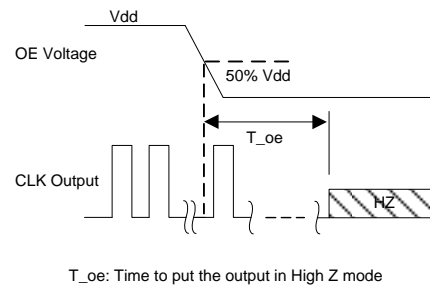 Vdd
OE Voltage
50% Vdd
T_oe
CLK Output
HZ
T_oe: Time to put the output in High Z mode